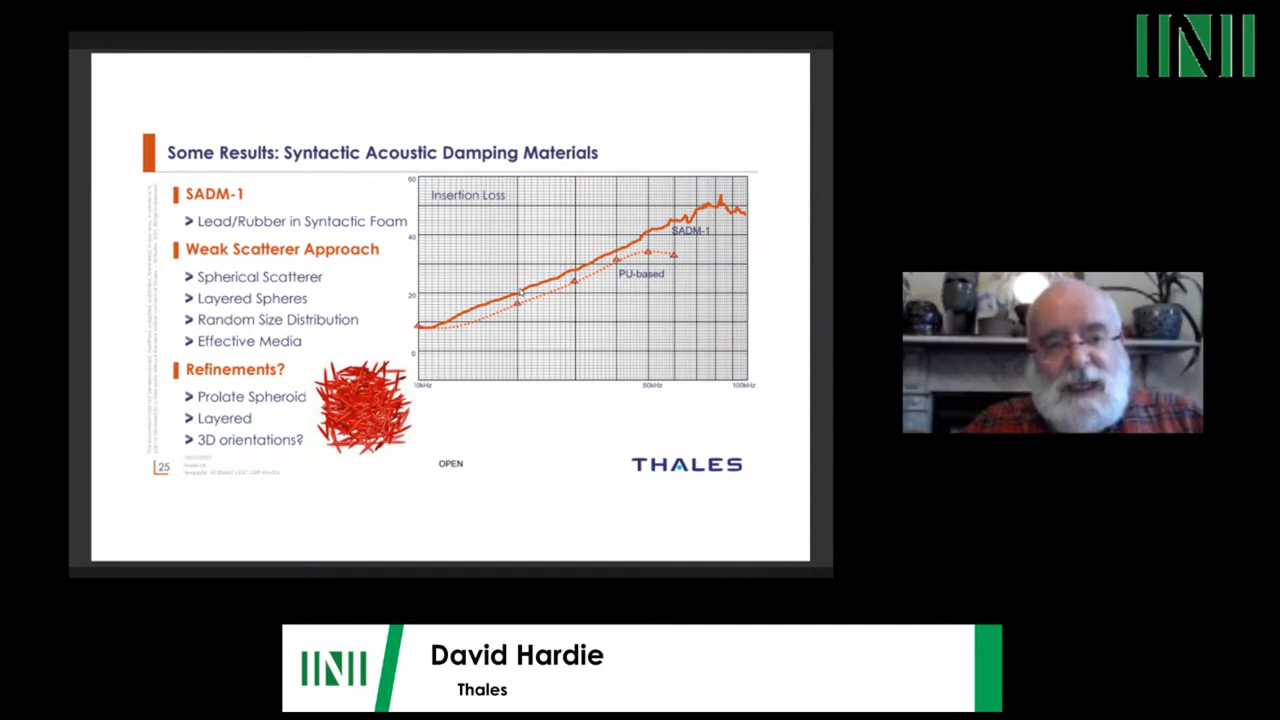 INI
Some Results: Syntactic Acoustic Damping Materials
SADM-1
> Lead/Rubber in Syntactic Foam
Weak Scatterer Approach
> Spherical Scatterer
> Layered Spheres
> Random Size Distribution
> Effective Media
Refinements?
> Prolate Spheroid
> Layered
> 3D orientations?
60
Insertion Loss
40
SADM-1
PU-based
20
0
50kHz
100kHz
25
OPEN
THALES
INI
David Hardie
Thales